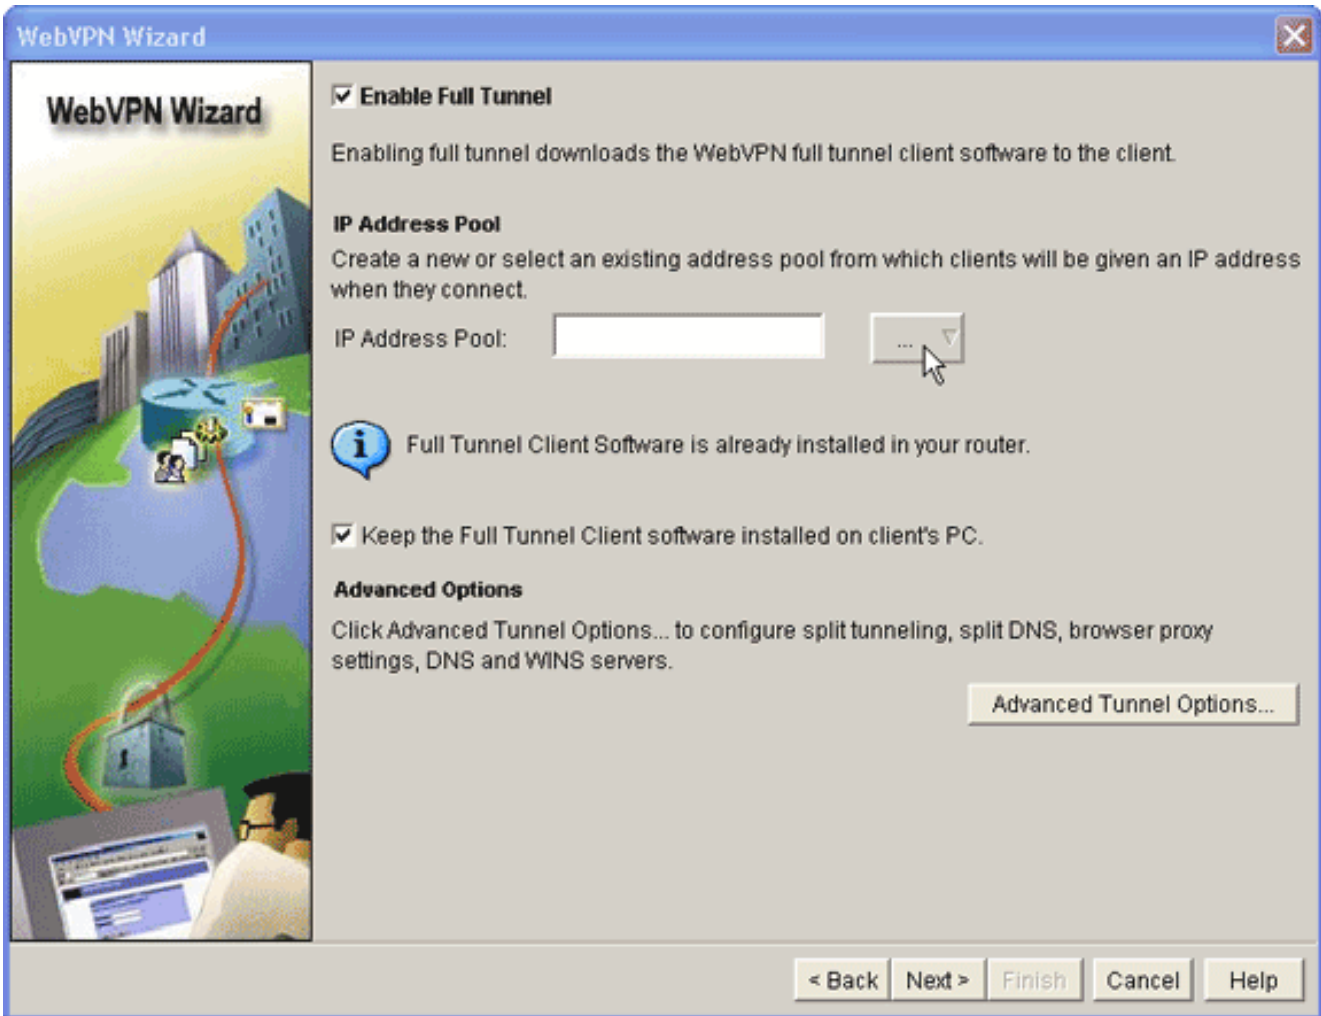 WebVPN Wizard
WebVPN Wizard
Enable Full Tunnel
Enabling full tunnel downloads the WebVPN full tunnel client software to the client.
IP Address Pool
Create a new or select an existing address pool from which clients will be given an IP address
when they connect.
IP Address Pool:
...
Full Tunnel Client Software is already installed in your router.
Keep the Full Tunnel Client software installed on client's PC.
Advanced Options
Click Advanced Tunnel Options... to configure split tunneling, split DNS, browser proxy
settings, DNS and WINS servers.
Advanced Tunnel Options...
< Back
Next >
Finish
Cancel
Help